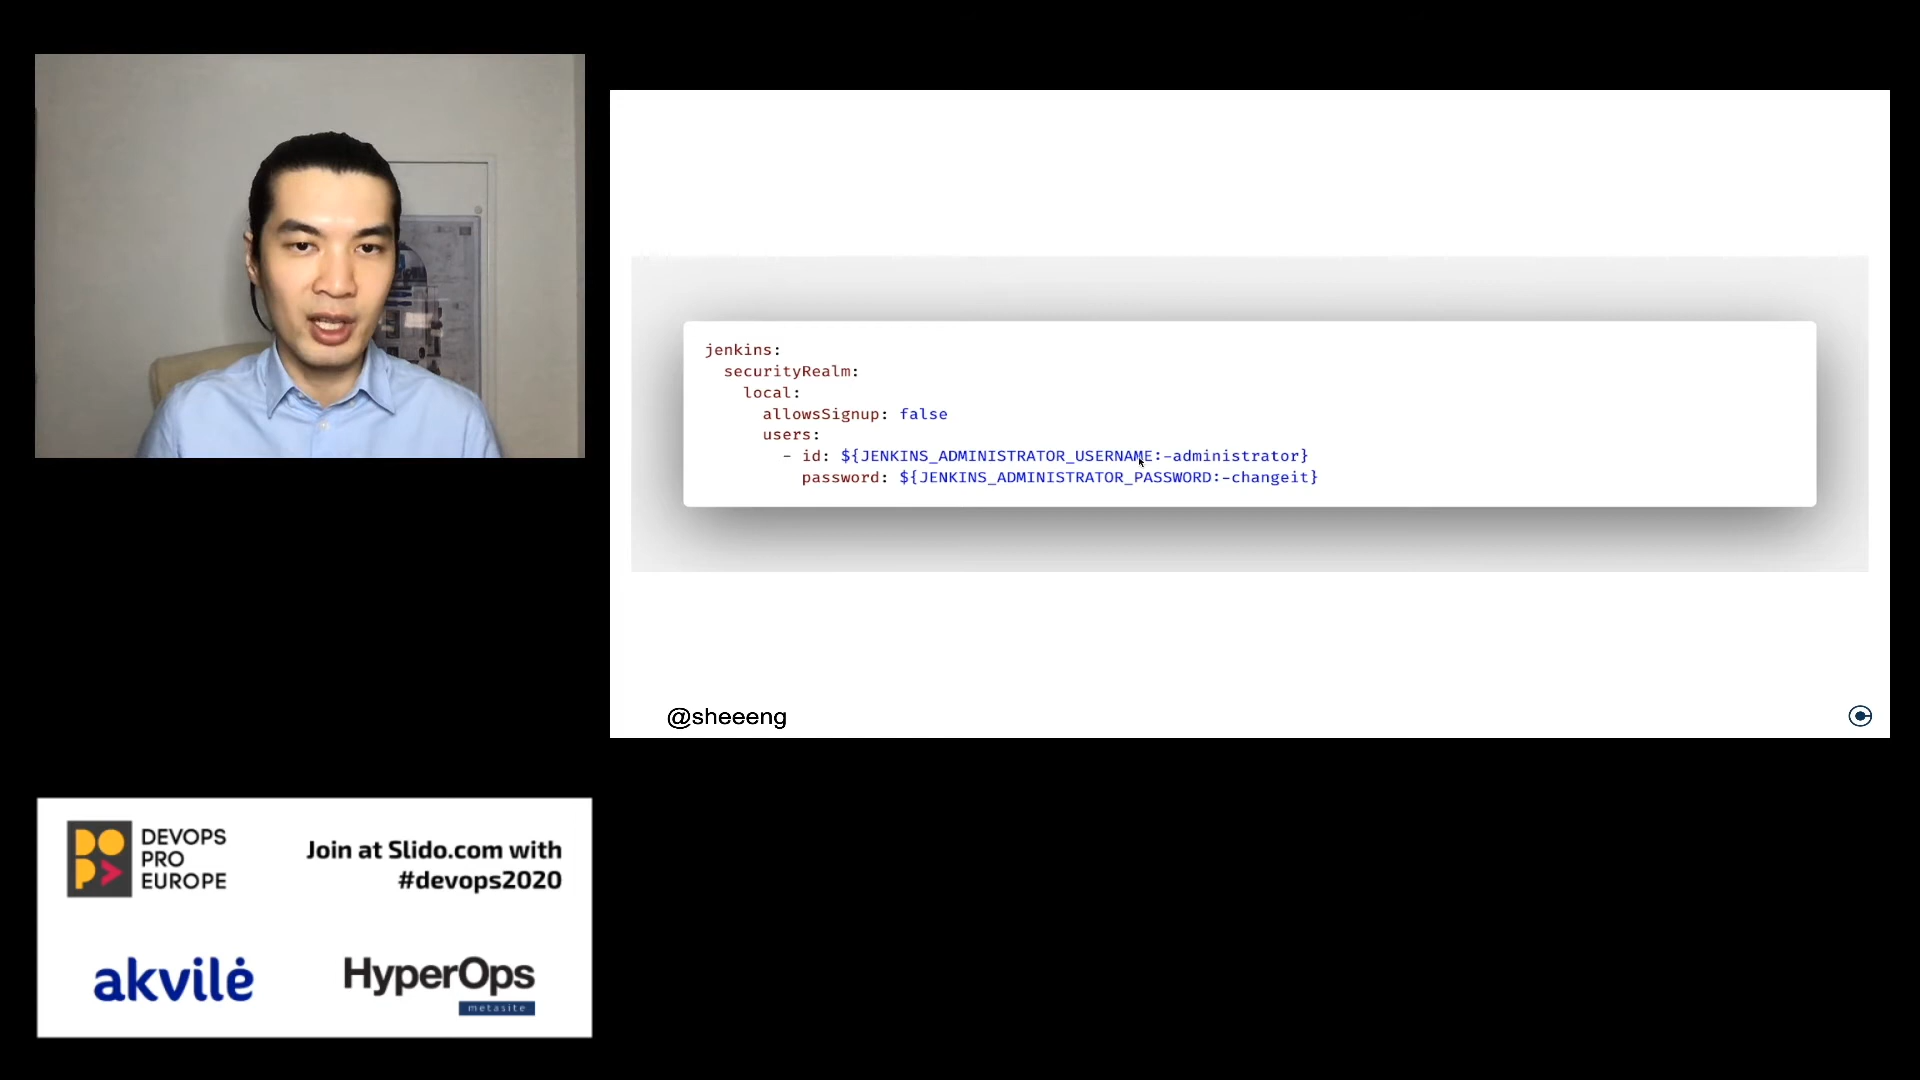 jenkins:
  securityRealm:
    local:
      allowsSignup: false
      users:
        - id: ${JENKINS_ADMINISTRATOR_USERNAME:-administrator}
          password: ${JENKINS_ADMINISTRATOR_PASSWORD:-changeit}
@sheeeng
DEVOPS
PRO
EUROPE
Join at Slido.com with
#devops2020
akvilė
HyperOps
metasite